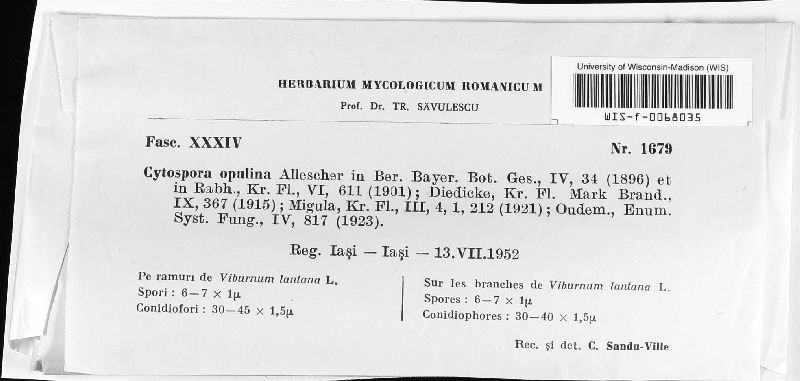 University of Wisconsin-Madison (WIS)
WIS-f-0068035
HERBARIUM MYCOLOGICUM ROMANICUM
Prof. Dr. TR. SĂVULESCU
Fasc. XXXIV
Nr. 1679
Cytospora opulina Allescher in Ber. Bayer. Bot. Ges., IV, 34 (1896) et
in Rabh., Kr. Fl., VI, 611 (1901); Diedicke, Kr. Fl. Mark Brand.,
IX, 367 (1915); Migula, Kr. Fl., III, 4, 1, 212 (1921); Oudem., Enum.
Syst. Fung., IV, 817 (1923).
Reg. Iași — Iași — 13.VII.1952
Pe ramuri de Viburnum lantana L.
Spori: 6—7 × 1μ
Conidiofori: 30—45 × 1,5μ
Sur les branches de Viburnum lantana L.
Spores: 6—7 × 1μ
Conidiophores: 30—40 × 1,5μ
Rec. și det. C. Sandu-Ville